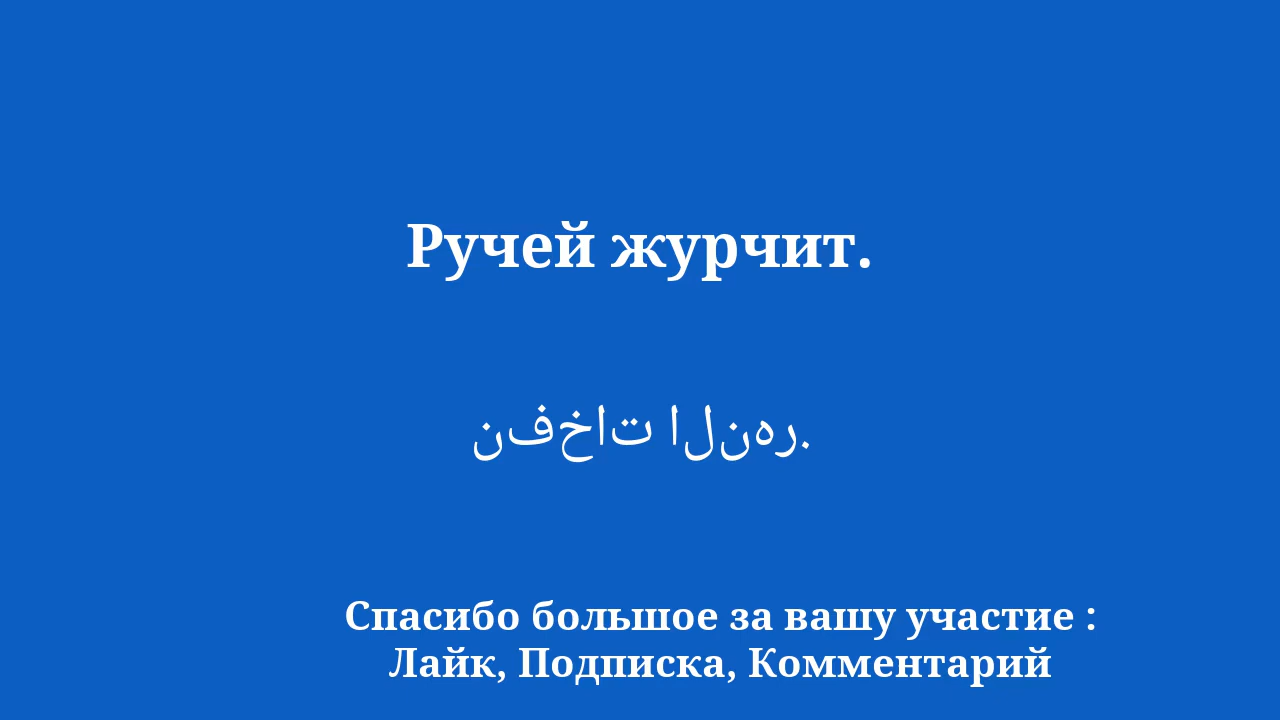 Ручей журчит.
نفخات النهر.
Спасибо большое за вашу участие :
Лайк, Подписка, Комментарий